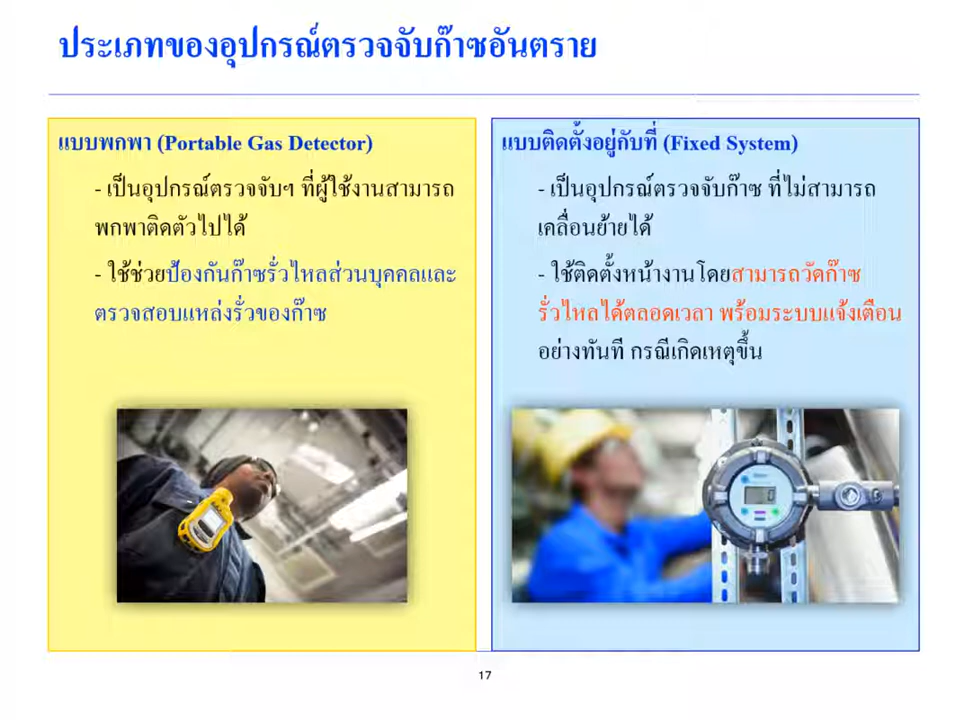 ประเภทของอุปกรณ์ตรวจจับก๊าซอันตราย
แบบพกพา (Portable Gas Detector)
- เป็นอุปกรณ์ตรวจจับฯ ที่ผู้ใช้งานสามารถ
พกพาติดตัวไปได้
- ใช้ช่วยป้องกันก๊าซรั่วไหลส่วนบุคคลและ
ตรวจสอบแหล่งรั่วของก๊าซ
แบบติดตั้งอยู่กับที่ (Fixed System)
- เป็นอุปกรณ์ตรวจจับก๊าซ ที่ไม่สามารถ
เคลื่อนย้ายได้
- ใช้ติดตั้งหน้างานโดยสามารถวัดก๊าซ
รั่วไหลได้ตลอดเวลา พร้อมระบบแจ้งเตือน
อย่างทันที กรณีเกิดเหตุขึ้น
0
17